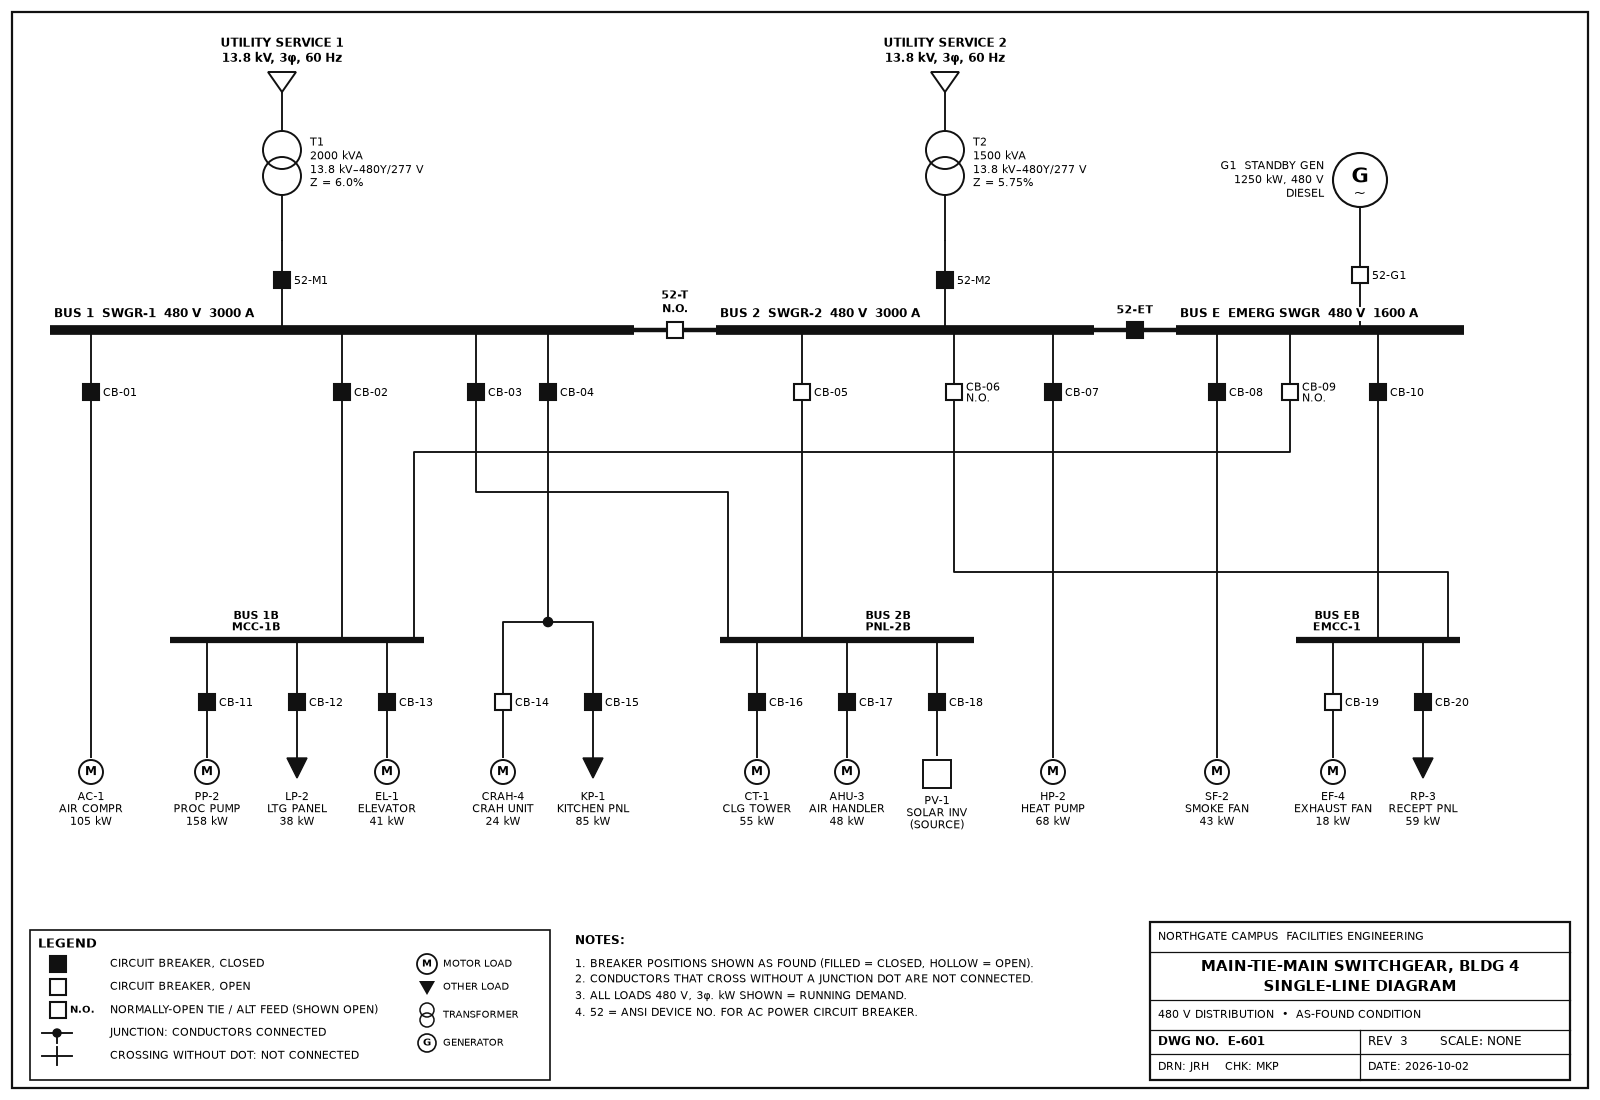 UTILITY SERVICE 1
13.8 kV, 3φ, 60 Hz
UTILITY SERVICE 2
13.8 kV, 3φ, 60 Hz
T1
2000 kVA
13.8 kV–480Y/277 V
Z = 6.0%
T2
1500 kVA
13.8 kV–480Y/277 V
Z = 5.75%
G1 STANDBY GEN
1250 kW, 480 V
DIESEL
G
~
52-M1
52-M2
52-G1
52-T
N.O.
52-ET
BUS 1 SWGR-1 480 V 3000 A
BUS 2 SWGR-2 480 V 3000 A
BUS E EMERG SWGR 480 V 1600 A
CB-01
CB-02
CB-03
CB-04
CB-05
CB-06
N.O.
CB-07
CB-08
CB-09
N.O.
CB-10
BUS 1B
MCC-1B
BUS 2B
PNL-2B
BUS EB
EMCC-1
CB-11
CB-12
CB-13
CB-14
CB-15
CB-16
CB-17
CB-18
CB-19
CB-20
M
AC-1
AIR COMPR
105 kW
M
PP-2
PROC PUMP
158 kW
LP-2
LTG PANEL
38 kW
M
EL-1
ELEVATOR
41 kW
M
CRAH-4
CRAH UNIT
24 kW
KP-1
KITCHEN PNL
85 kW
M
CT-1
CLG TOWER
55 kW
M
AHU-3
AIR HANDLER
48 kW
PV-1
SOLAR INV
(SOURCE)
M
HP-2
HEAT PUMP
68 kW
M
SF-2
SMOKE FAN
43 kW
M
EF-4
EXHAUST FAN
18 kW
RP-3
RECEPT PNL
59 kW
LEGEND
CIRCUIT BREAKER, CLOSED
CIRCUIT BREAKER, OPEN
N.O. NORMALLY-OPEN TIE / ALT FEED (SHOWN OPEN)
JUNCTION: CONDUCTORS CONNECTED
CROSSING WITHOUT DOT: NOT CONNECTED
M MOTOR LOAD
OTHER LOAD
TRANSFORMER
G GENERATOR
NOTES:
1. BREAKER POSITIONS SHOWN AS FOUND (FILLED = CLOSED, HOLLOW = OPEN).
2. CONDUCTORS THAT CROSS WITHOUT A JUNCTION DOT ARE NOT CONNECTED.
3. ALL LOADS 480 V, 3φ. kW SHOWN = RUNNING DEMAND.
4. 52 = ANSI DEVICE NO. FOR AC POWER CIRCUIT BREAKER.
NORTHGATE CAMPUS FACILITIES ENGINEERING
MAIN-TIE-MAIN SWITCHGEAR, BLDG 4
SINGLE-LINE DIAGRAM
480 V DISTRIBUTION • AS-FOUND CONDITION
DWG NO. E-601
REV 3 SCALE: NONE
DRN: JRH CHK: MKP
DATE: 2026-10-02